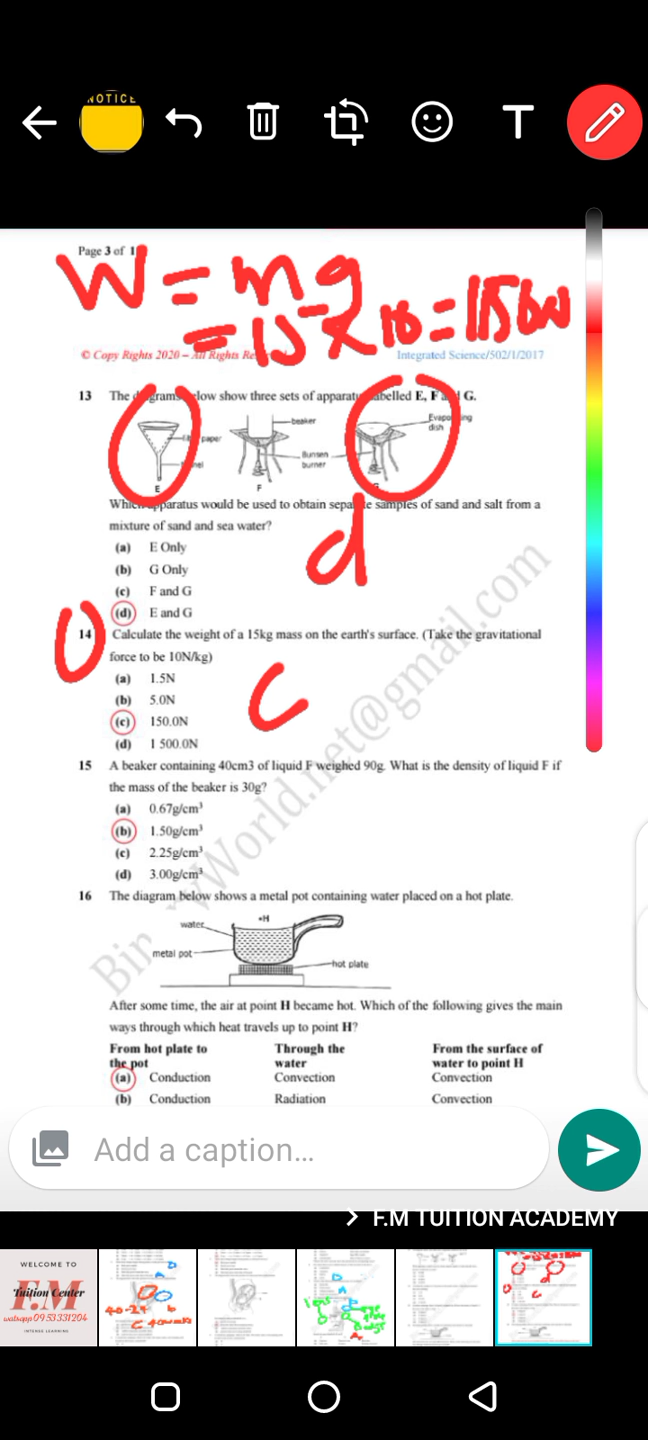 NOTICE
T
Page 3 of 1
W = mg
= 15 × 10 = 150N
© Copy Rights 2020 – All Rights Re
Integrated Science/502/1/2017
13 The diagrams below show three sets of apparatus labelled E, F and G.
beaker
Evaporating
dish
filter paper
funnel
Bunsen
burner
E
F
G
Which apparatus would be used to obtain separate samples of sand and salt from a
mixture of sand and sea water?
d
(a) E Only
(b) G Only
(c) F and G
(d) E and G
14 Calculate the weight of a 15kg mass on the earth's surface. (Take the gravitational
force to be 10N/kg)
(a) 1.5N
C
(b) 5.0N
(c) 150.0N
(d) 1 500.0N
15 A beaker containing 40cm3 of liquid F weighed 90g. What is the density of liquid F if
the mass of the beaker is 30g?
(a) 0.67g/cm³
(b) 1.50g/cm³
(c) 2.25g/cm³
(d) 3.00g/cm³
16 The diagram below shows a metal pot containing water placed on a hot plate.
•H
water
metal pot
hot plate
After some time, the air at point H became hot. Which of the following gives the main
ways through which heat travels up to point H?
From hot plate to Through the From the surface of
the pot water water to point H
(a) Conduction Convection Convection
(b) Conduction Radiation Convection
Add a caption...
> F.M TUITION ACADEMY
WELCOME TO
F.M
Tuition Center
watsapp 0953331204
INTENSE LEARNING